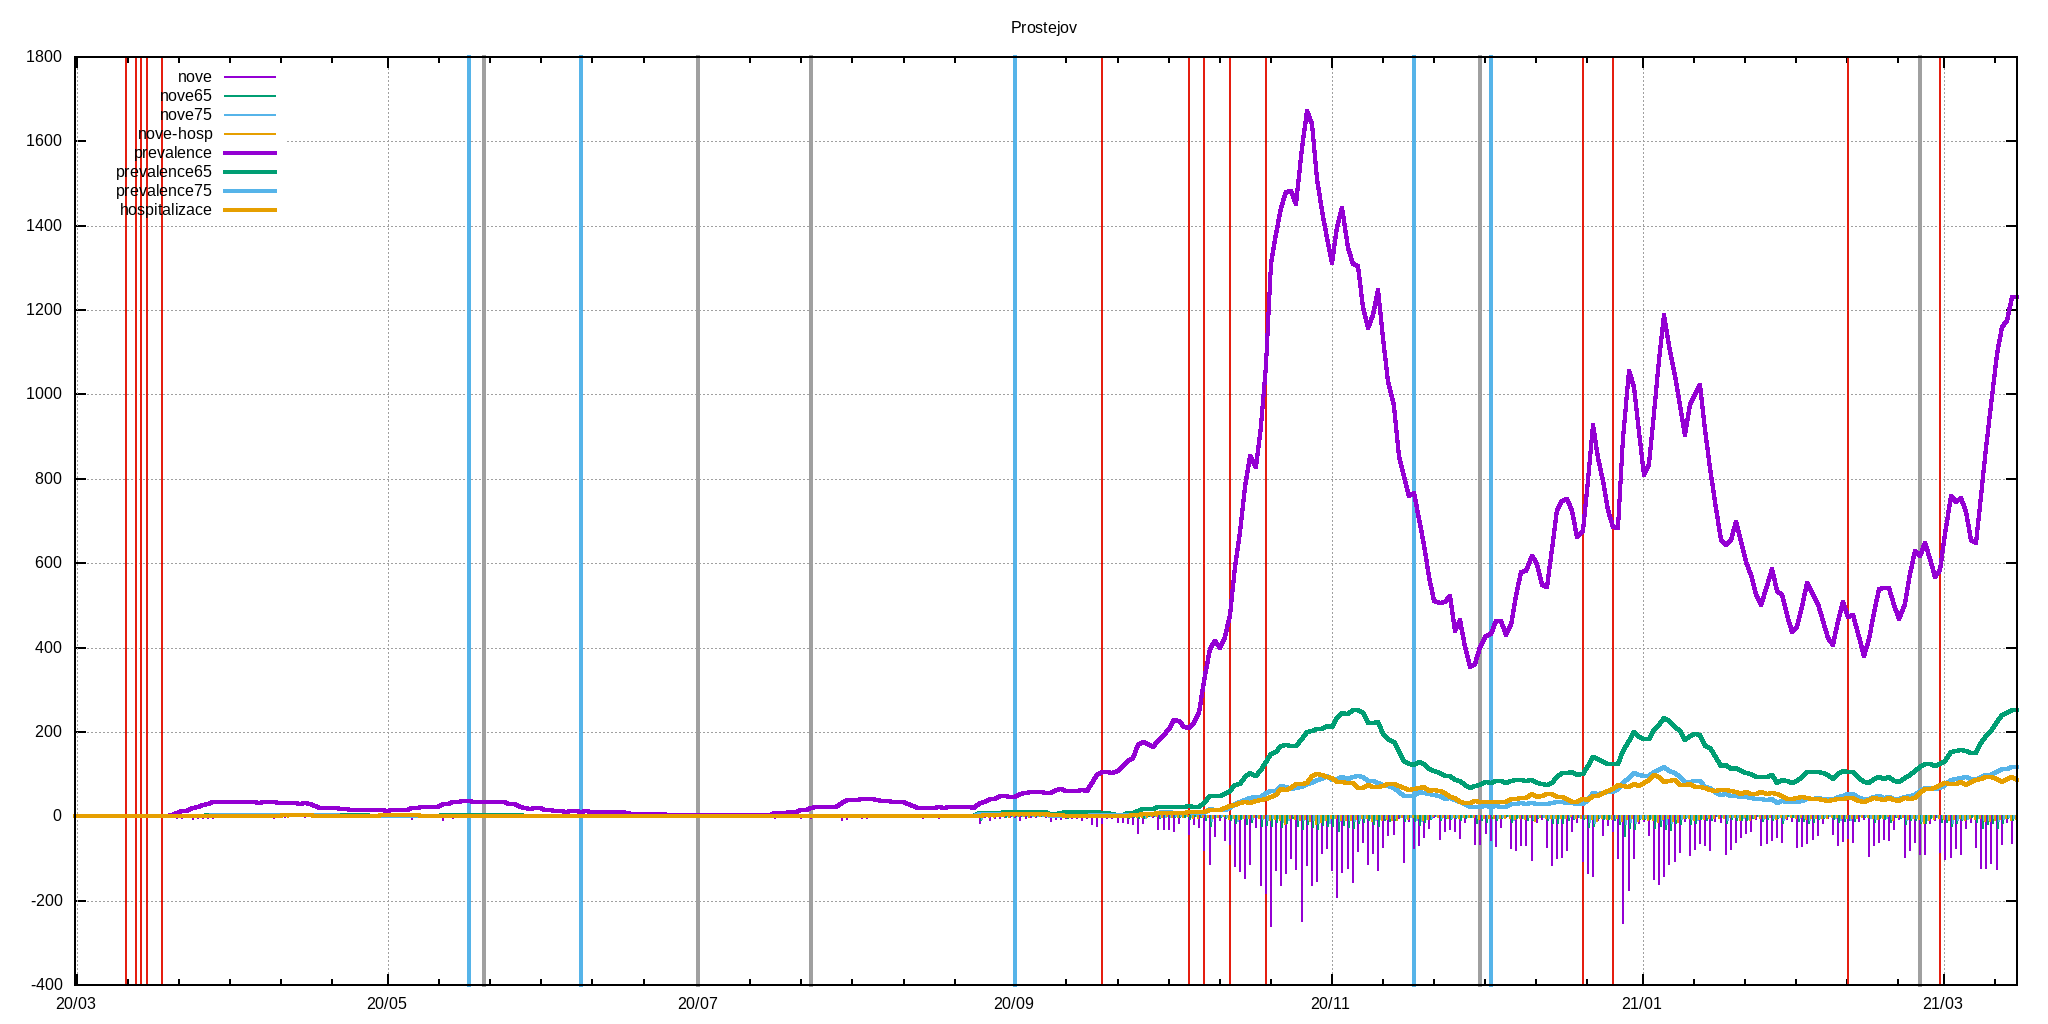 Prostejov
1800
1600
1400
1200
1000
800
600
400
200
0
-200
-400
nove
nove65
nove75
nove-hosp
prevalence
prevalence65
prevalence75
hospitalizace
20/03 20/05 20/07 20/09 20/11 21/01 21/03